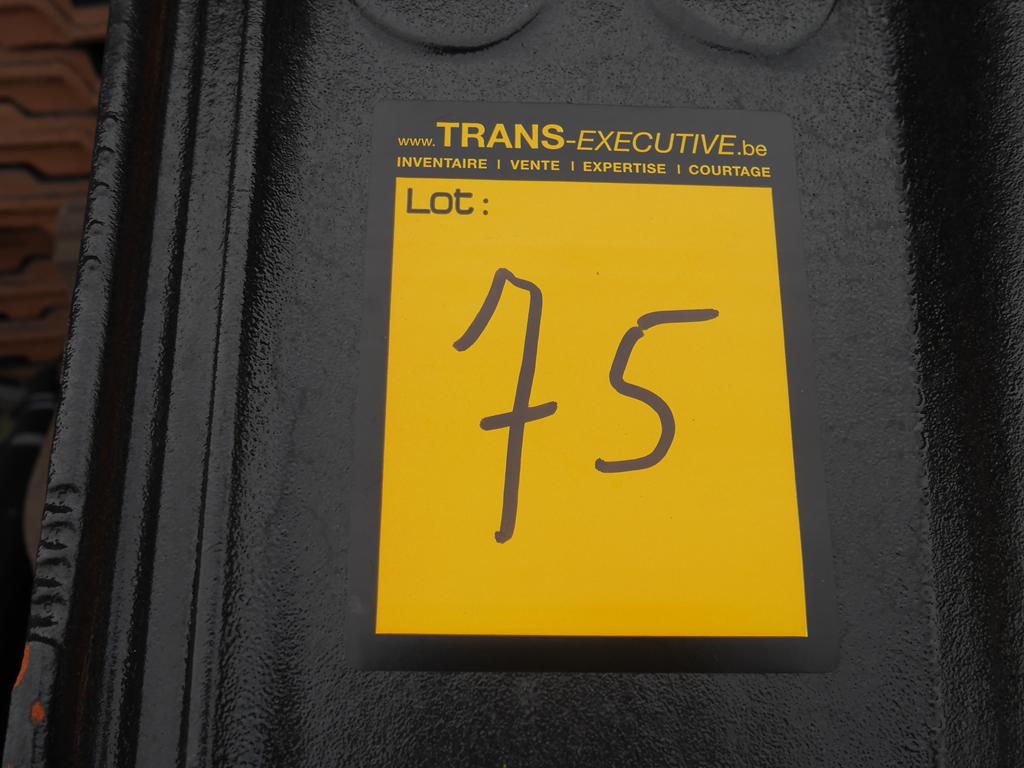 www.TRANS-EXECUTIVE.be
INVENTAIRE | VENTE | EXPERTISE | COURTAGE
Lot:
75